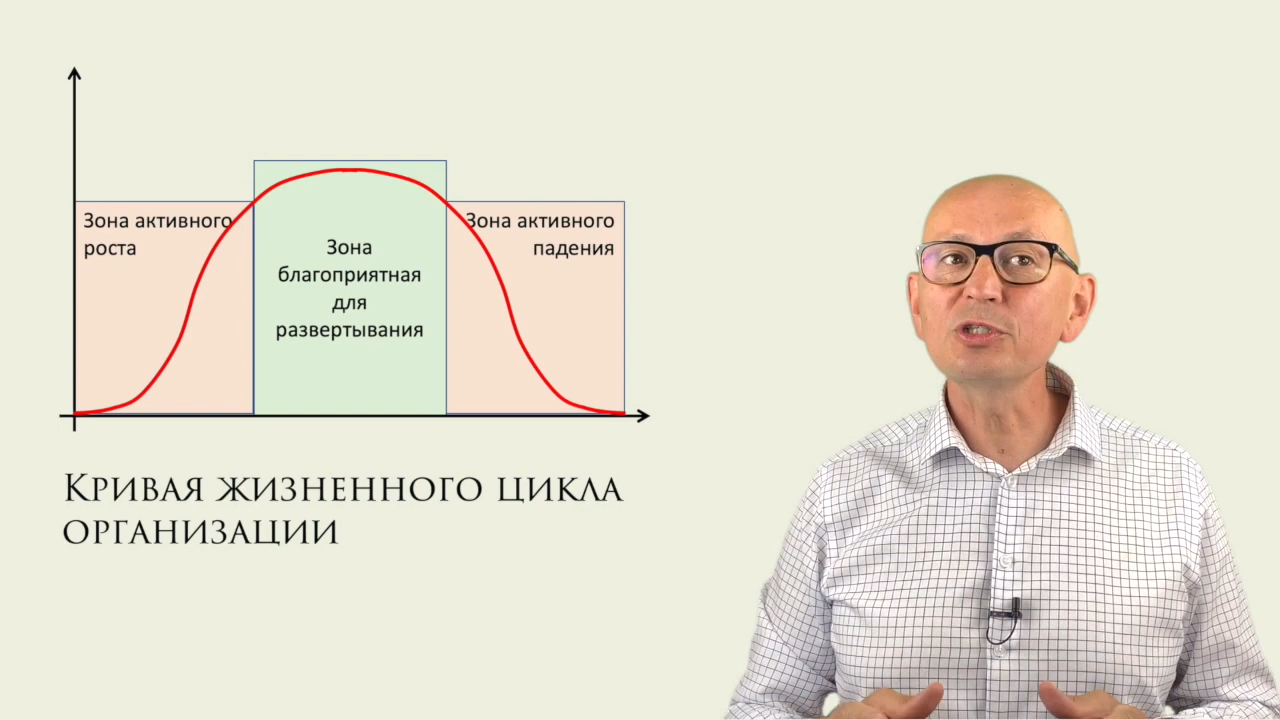 Зона активного
роста
Зона
благоприятная
для
развертывания
Зона активного
падения
Кривая жизненного цикла
организации